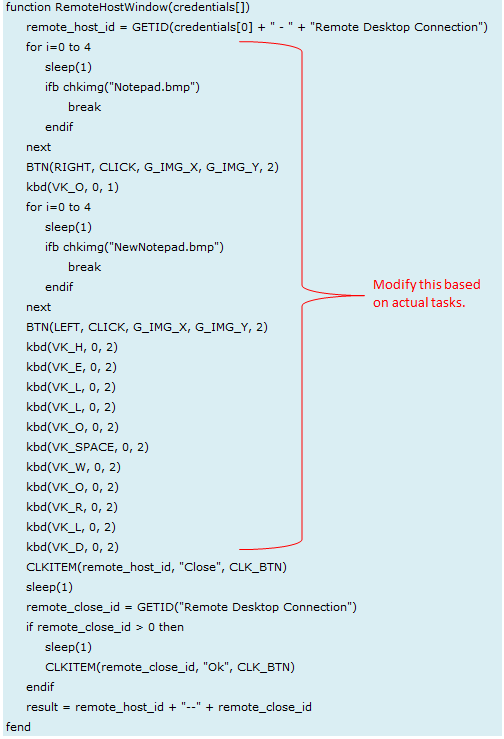 function RemoteHostWindow(credentials[])
remote_host_id = GETID(credentials[0] + " - " + "Remote Desktop Connection")
for i=0 to 4
sleep(1)
ifb chkimg("Notepad.bmp")
break
endif
next
BTN(RIGHT, CLICK, G_IMG_X, G_IMG_Y, 2)
kbd(VK_O, 0, 1)
for i=0 to 4
sleep(1)
ifb chkimg("NewNotepad.bmp")
break
endif
next
BTN(LEFT, CLICK, G_IMG_X, G_IMG_Y, 2)
kbd(VK_H, 0, 2)
kbd(VK_E, 0, 2)
kbd(VK_L, 0, 2)
kbd(VK_L, 0, 2)
kbd(VK_O, 0, 2)
kbd(VK_SPACE, 0, 2)
kbd(VK_W, 0, 2)
kbd(VK_O, 0, 2)
kbd(VK_R, 0, 2)
kbd(VK_L, 0, 2)
kbd(VK_D, 0, 2)
CLKITEM(remote_host_id, "Close", CLK_BTN)
sleep(1)
remote_close_id = GETID("Remote Desktop Connection")
if remote_close_id > 0 then
sleep(1)
CLKITEM(remote_close_id, "Ok", CLK_BTN)
endif
result = remote_host_id + "--" + remote_close_id
fend
Modify this based
on actual tasks.